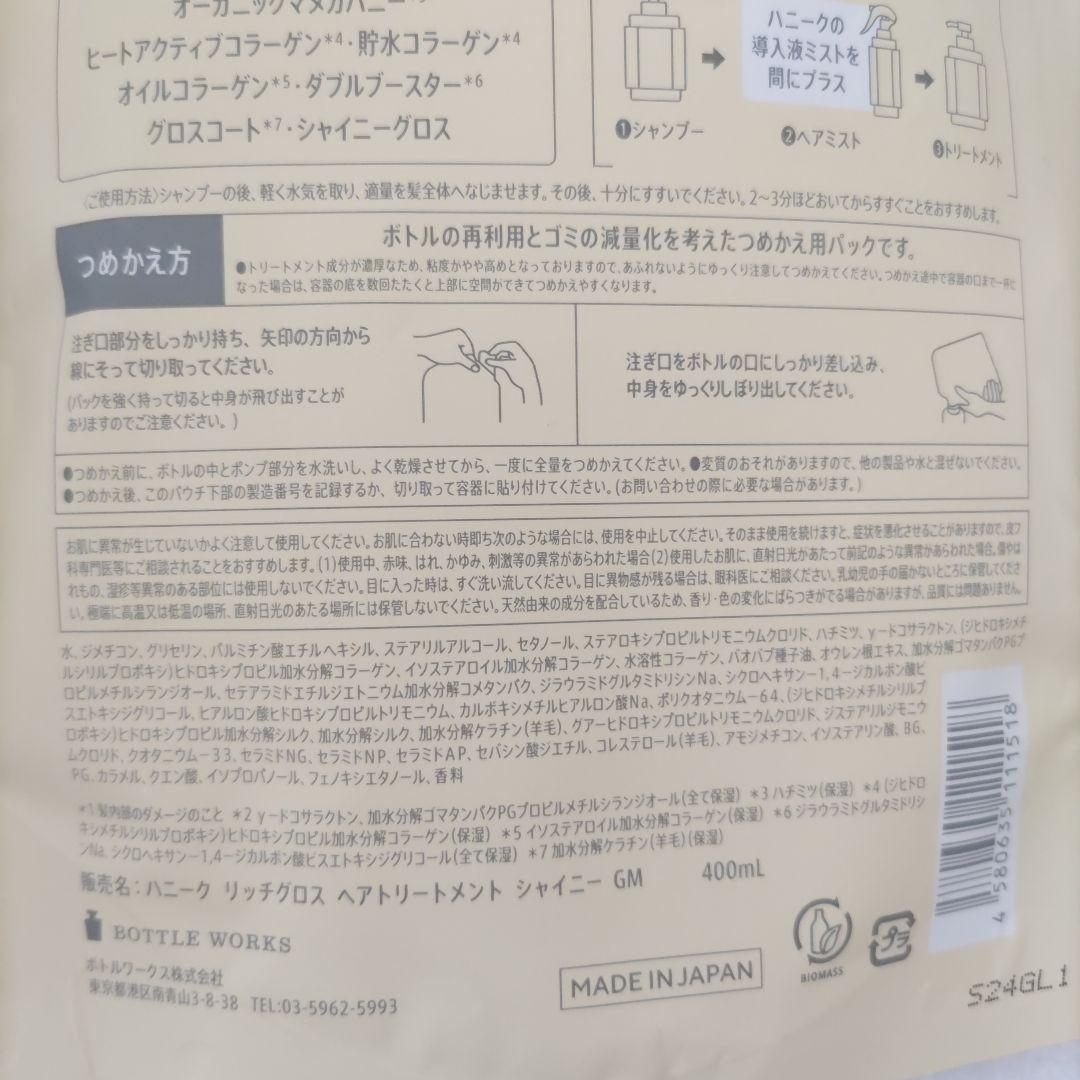 オーガニックマヌカハニー*³
ヒートアクティブコラーゲン*4・貯水コラーゲン*4
オイルコラーゲン*5・ダブルブースター*6
グロスコート*7・シャイニーグロス
ハニークの
導入液ミストを
間にプラス
❶シャンプー
❷ヘアミスト
❸トリートメント
〈ご使用方法〉シャンプーの後、軽く水気を取り、適量を髪全体へなじませます。その後、十分にすすいでください。2〜3分ほどおいてからすすぐことをおすすめします。
つめかえ方
ボトルの再利用とゴミの減量化を考えたつめかえ用パックです。
●トリートメント成分が濃厚なため、粘度がやや高めとなっておりますので、あふれないようにゆっくり注意してつめかえてください。つめかえ途中で容器の口まで一杯に
なった場合は、容器の底を数回たたくと上部に空間ができてつめかえやすくなります。
注ぎ口部分をしっかり持ち、矢印の方向から
線にそって切り取ってください。
(パックを強く持って切ると中身が飛び出すことが
ありますのでご注意ください。)
注ぎ口をボトルの口にしっかり差し込み、
中身をゆっくりしぼり出してください。
●つめかえ前に、ボトルの中とポンプ部分を水洗いし、よく乾燥させてから、一度に全量をつめかえてください。●変質のおそれがありますので、他の製品や水と混ぜないでください。
●つめかえ後、このパウチ下部の製造番号を記録するか、切り取って容器に貼り付けてください。(お問い合わせの際に必要な場合があります。)
お肌に異常が生じていないかよく注意して使用してください。お肌に合わない時即ち次のような場合には、使用を中止してください。そのまま使用を続けますと、症状を悪化させることがありますので、皮フ
科専門医等にご相談されることをおすすめします。(1)使用中、赤味、はれ、かゆみ、刺激等の異常があらわれた場合(2)使用したお肌に、直射日光があたって前記のような異常があらわれた場合。傷やは
れもの、湿疹等異常のある部位には使用しないでください。目に入った時は、すぐ洗い流してください。目に異物感が残る場合は、眼科医にご相談ください。乳幼児の手の届かないところに保管してくださ
い。極端に高温又は低温の場所、直射日光のあたる場所には保管しないでください。天然由来の成分を配合しているため、香り・色の変化にばらつきがでる場合がありますが、品質には問題ありません。
水、ジメチコン、グリセリン、パルミチン酸エチルヘキシル、ステアリルアルコール、セタノール、ステアロキシプロピルトリモニウムクロリド、ハチミツ、γ-ドコサラクトン、(ジヒドロキシメチ
ルシリルプロポキシ)ヒドロキシプロピル加水分解コラーゲン、イソステアロイル加水分解コラーゲン、水溶性コラーゲン、バオバブ種子油、オウレン根エキス、加水分解ゴマタンパクPGプ
ロピルメチルシランジオール、セテアラミドエチルジエトニウム加水分解コメタンパク、ジラウラミドグルタミドリシンNa、シクロヘキサン-1,4-ジカルボン酸ビ
スエトキシジグリコール、ヒアルロン酸ヒドロキシプロピルトリモニウム、カルボキシメチルヒアルロン酸Na、ポリクオタニウム-64、(ジヒドロキシメチルシリルプ
ロポキシ)ヒドロキシプロピル加水分解シルク、加水分解シルク、加水分解ケラチン(羊毛)、グアーヒドロキシプロピルトリモニウムクロリド、ジステアリルジモニウ
ムクロリド、クオタニウム-33、セラミドNG、セラミドNP、セラミドAP、セバシン酸ジエチル、コレステロール(羊毛)、アモジメチコン、イソステアリン酸、BG、
PG、カラメル、クエン酸、イソプロパノール、フェノキシエタノール、香料
*1 髪内部のダメージのこと *2 γ-ドコサラクトン、加水分解ゴマタンパクPGプロピルメチルシランジオール(全て保湿) *3 ハチミツ(保湿) *4 (ジヒドロ
キシメチルシリルプロポキシ)ヒドロキシプロピル加水分解コラーゲン(保湿) *5 イソステアロイル加水分解コラーゲン(保湿) *6 ジラウラミドグルタミドリシ
ンNa、シクロヘキサン-1,4-ジカルボン酸ビスエトキシジグリコール(全て保湿) *7 加水分解ケラチン(羊毛)(保湿)
販売名：ハニーク リッチグロス ヘアトリートメント シャイニー GM 400mL
BOTTLE WORKS
ボトルワークス株式会社
東京都港区南青山3-8-38 TEL:03-5962-5993
MADE IN JAPAN
BIOMASS
プラ
4 580635 111518
S24GL1